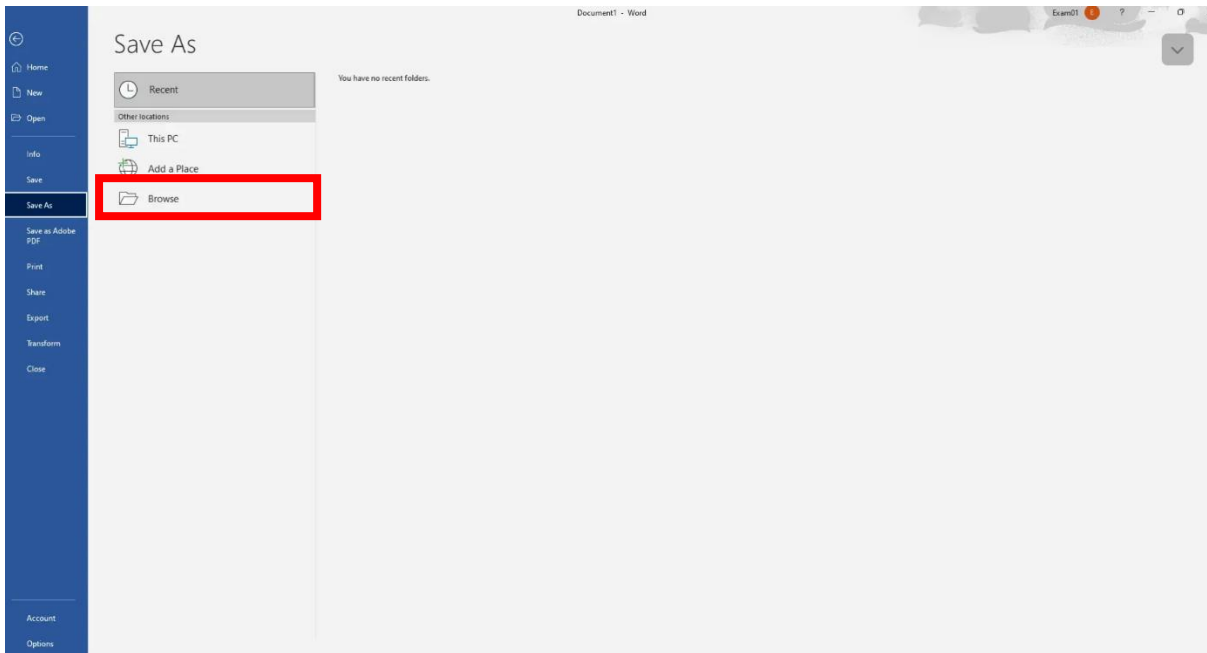 Document1 - Word
Exam01 E ?
Save As
Home
New
Open
Info
Save
Save As
Save as Adobe
PDF
Print
Share
Export
Transform
Close
Account
Options
Recent
Other locations
This PC
Add a Place
Browse
You have no recent folders.